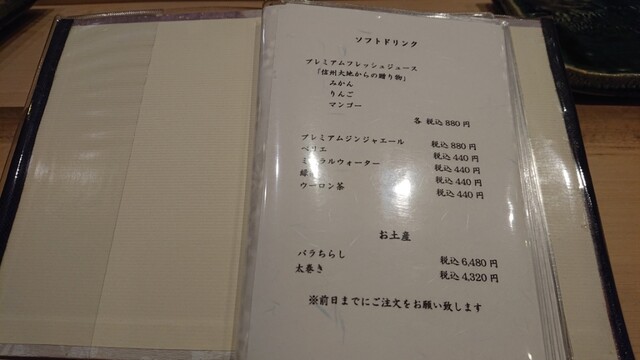 ソフトドリンク
プレミアムフレッシュジュース
「信州大地からの贈り物」
みかん
りんご
マンゴー
各 税込 880 円
プレミアムジンジャエール 税込 880 円
ペリエ 税込 440 円
ミネラルウォーター 税込 440 円
緑 税込 440 円
ウーロン茶 税込 440 円
お土産
バラちらし 税込 6,480 円
太巻き 税込 4,320 円
※前日までにご注文をお願い致します